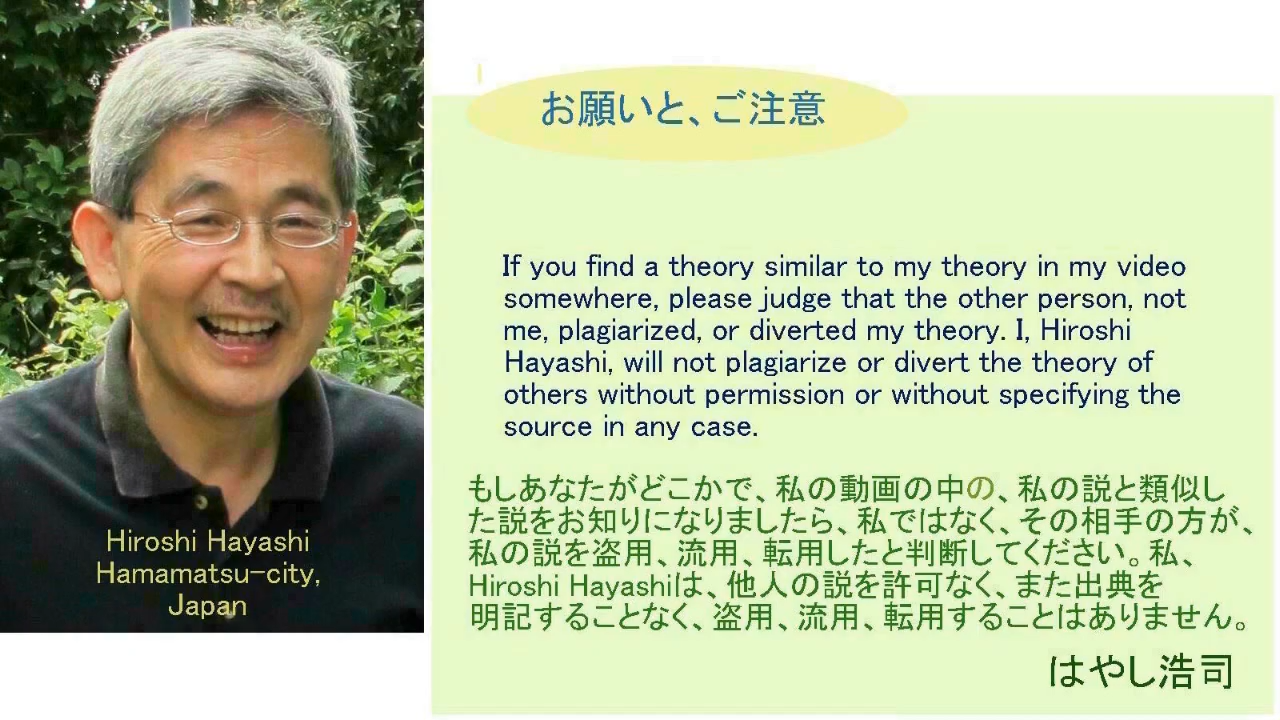 お願いと、ご注意
If you find a theory similar to my theory in my video
somewhere, please judge that the other person, not
me, plagiarized, or diverted my theory. I, Hiroshi
Hayashi, will not plagiarize or divert the theory of
others without permission or without specifying the
source in any case.
もしあなたがどこかで、私の動画の中の、私の説と類似し
た説をお知りになりましたら、私ではなく、その相手の方が、
私の説を盗用、流用、転用したと判断してください。私、
Hiroshi Hayashiは、他人の説を許可なく、また出典を
明記することなく、盗用、流用、転用することはありません。
はやし浩司
Hiroshi Hayashi
Hamamatsu-city,
Japan